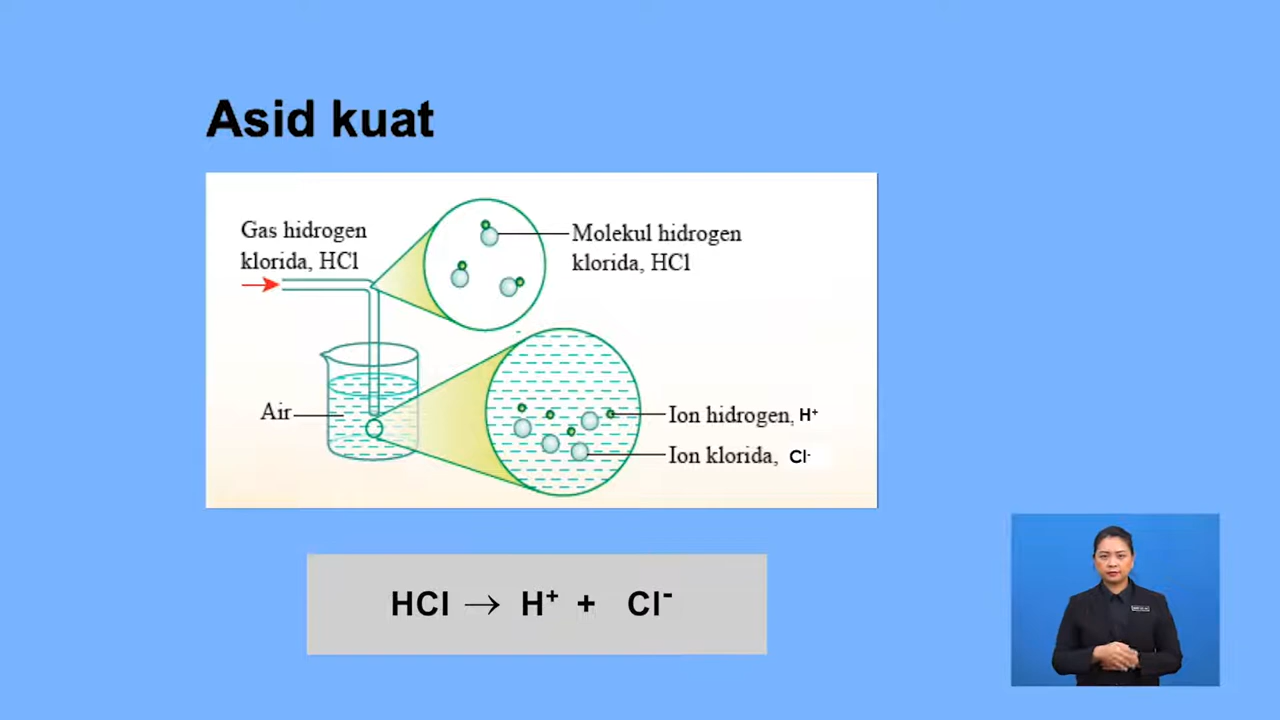 Asid kuat
Gas hidrogen
klorida, HCl
Molekul hidrogen
klorida, HCl
Air
Ion hidrogen, H⁺
Ion klorida, Cl⁻
HCl → H⁺ + Cl⁻